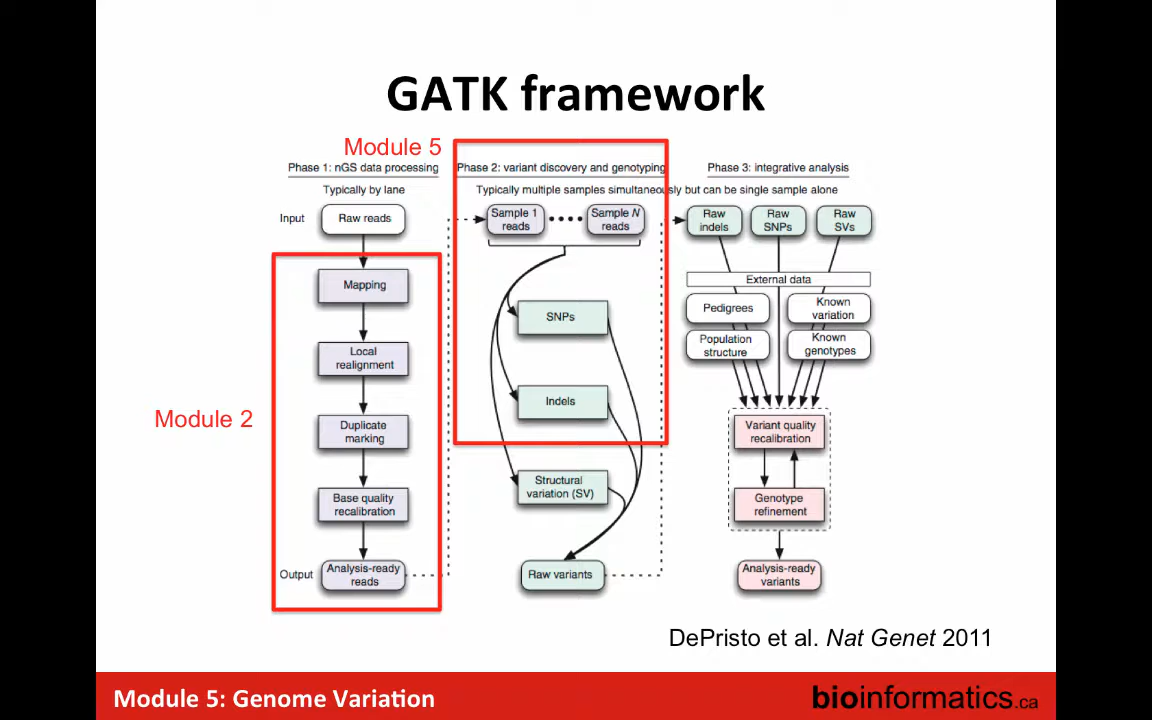 GATK framework
Module 5
Phase 1: nGS data processing
Phase 2: variant discovery and genotyping
Phase 3: integrative analysis
Typically by lane
Typically multiple samples simultaneously but can be single sample alone
Input
Raw reads
Sample 1
reads
Sample N
reads
Raw
indels
Raw
SNPs
Raw
SVs
Mapping
Local
realignment
Duplicate
marking
Base quality
recalibration
Output
Analysis-ready
reads
Module 2
SNPs
Indels
Structural
variation (SV)
Raw variants
External data
Pedigrees
Known
variation
Population
structure
Known
genotypes
Variant quality
recalibration
Genotype
refinement
Analysis-ready
variants
DePristo et al. Nat Genet 2011
Module 5: Genome Variation
bioinformatics.ca